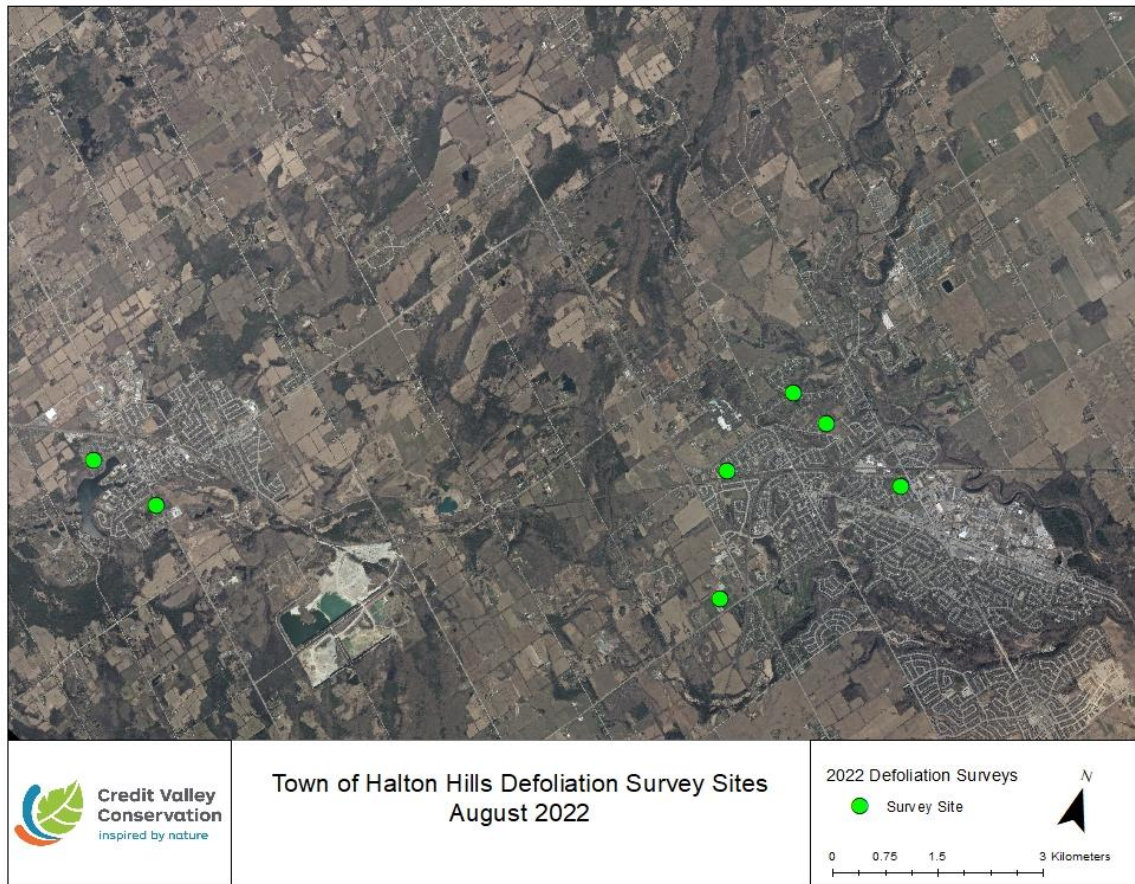 Credit Valley
Conservation
inspired by nature
Town of Halton Hills Defoliation Survey Sites
August 2022
2022 Defoliation Surveys
Survey Site
N
0 0.75 1.5 3 Kilometers